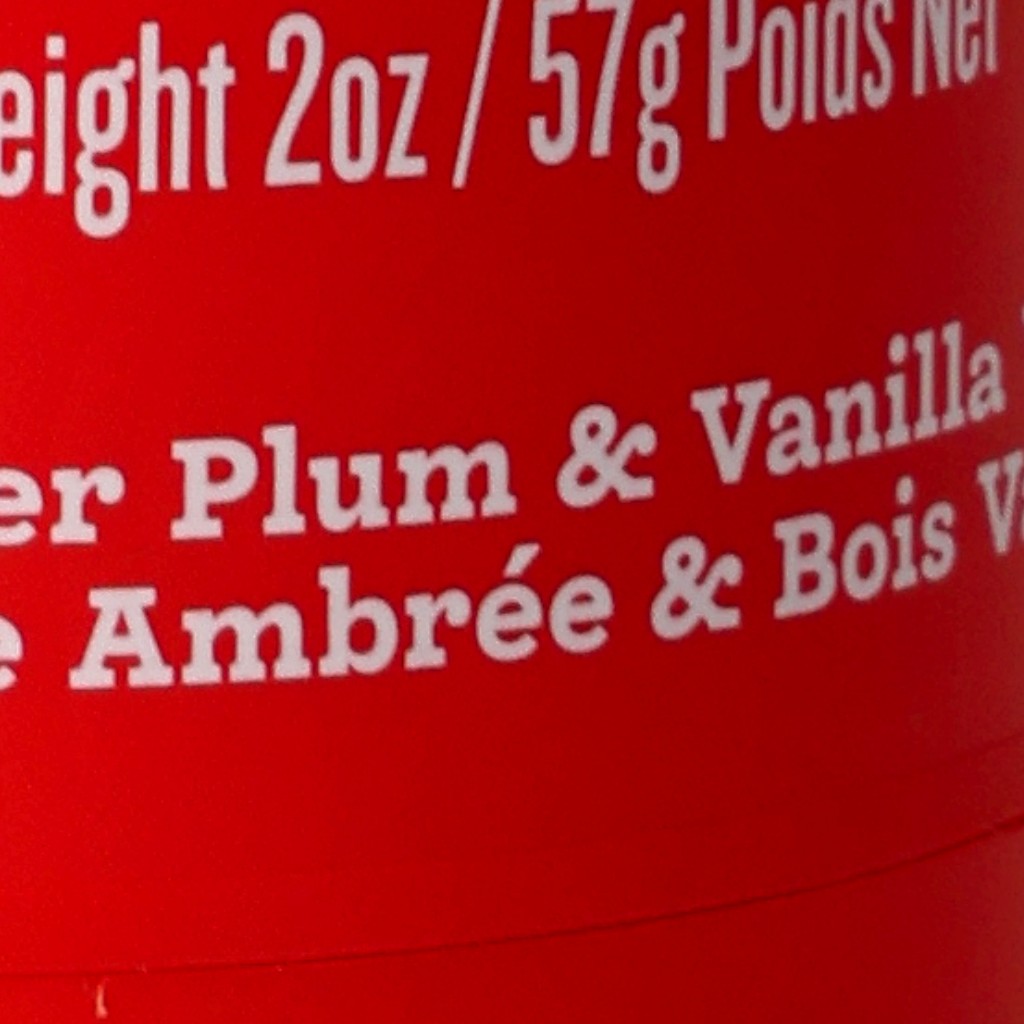 eight 2oz / 57g Poids Net
er Plum & Vanilla
e Ambrée & Bois V